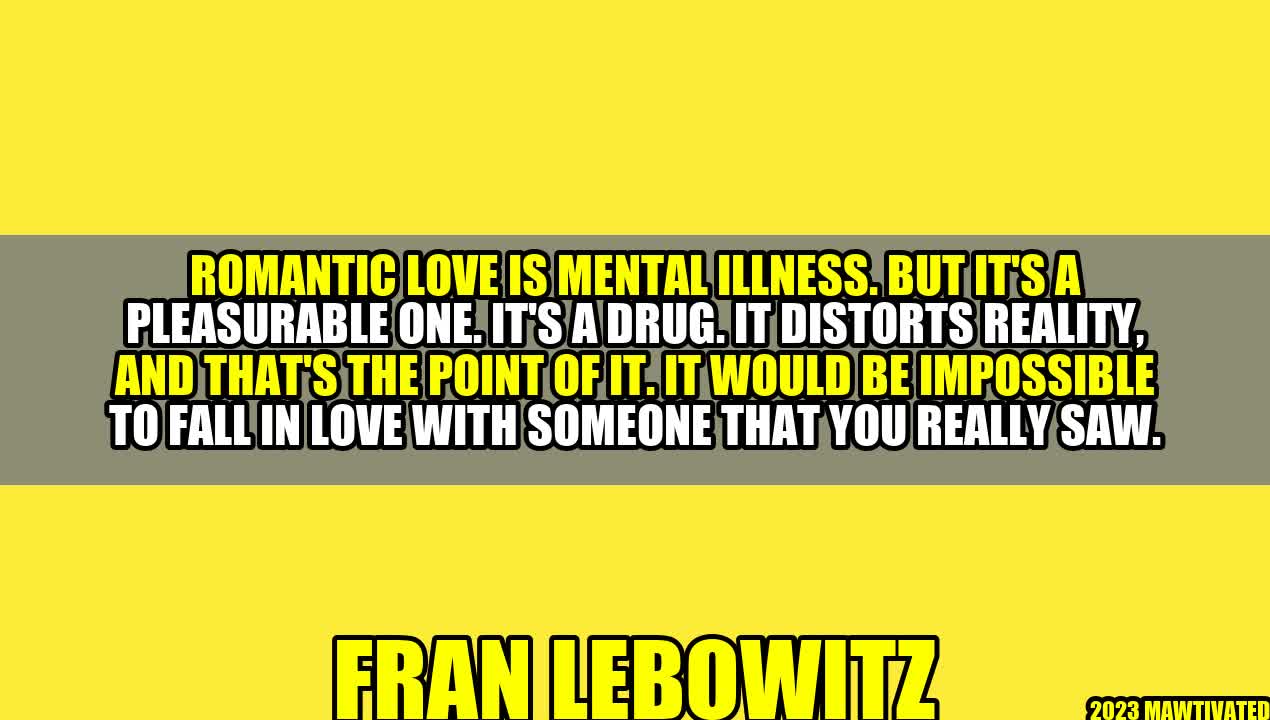 ROMANTIC LOVE IS MENTAL ILLNESS. BUT IT'S A
PLEASURABLE ONE. IT'S A DRUG. IT DISTORTS REALITY,
AND THAT'S THE POINT OF IT. IT WOULD BE IMPOSSIBLE
TO FALL IN LOVE WITH SOMEONE THAT YOU REALLY SAW.
FRAN LEBOWITZ
2023 MAWTIVATED